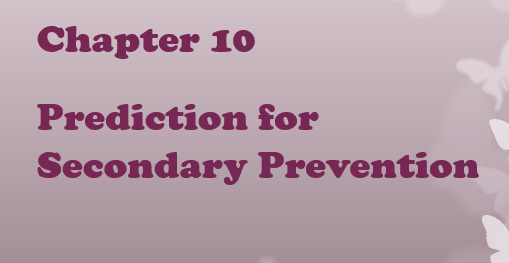 Chapter 10
Prediction for
Secondary Prevention